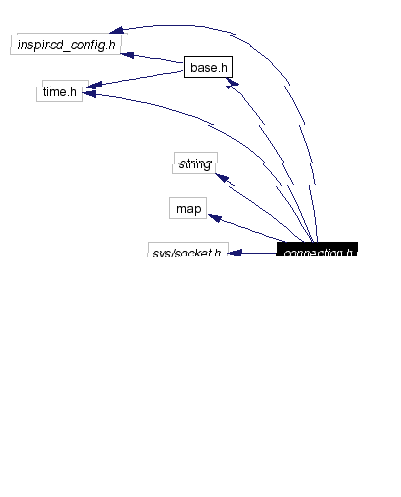 inspircd_config.h
base.h
time.h
string
map
sys/socket.h
connection.h